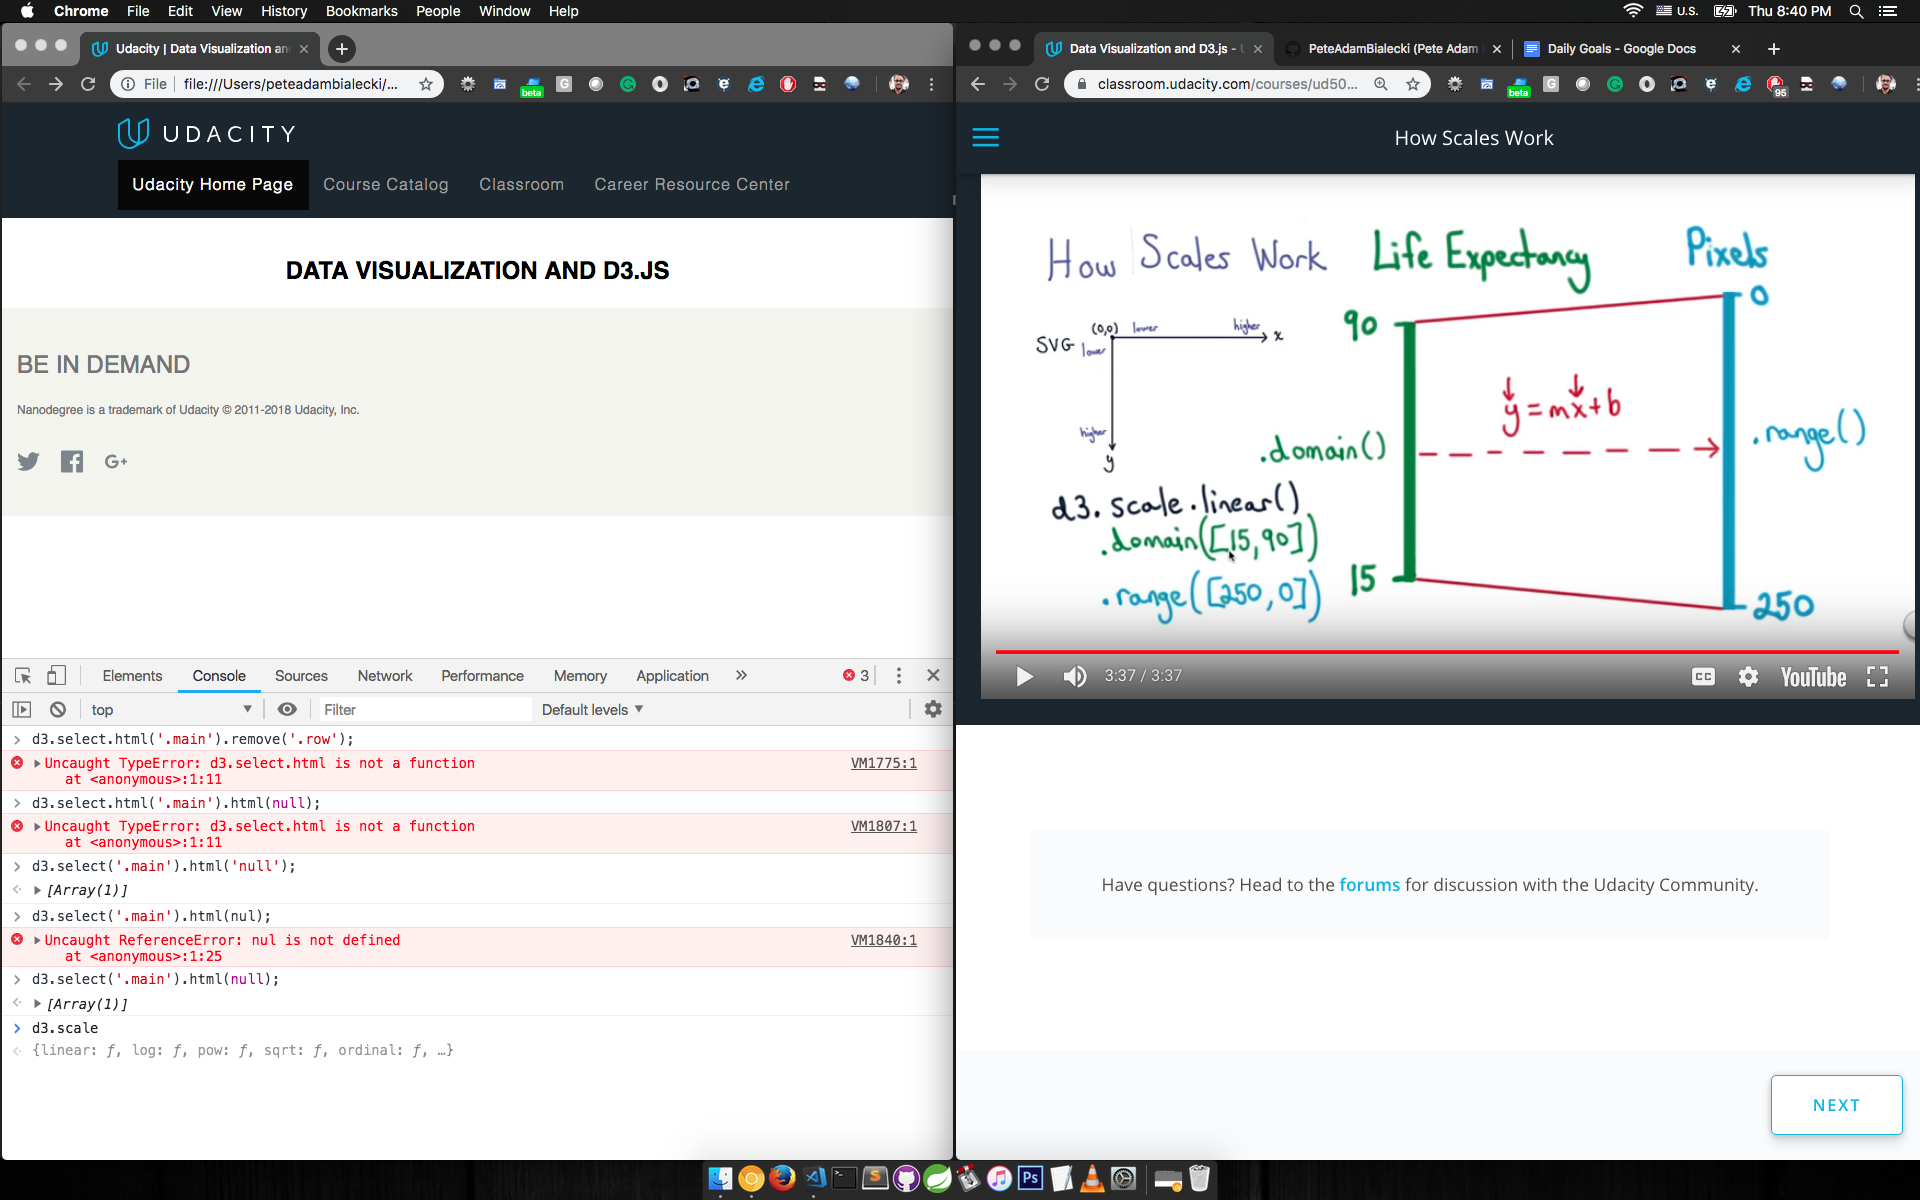 Chrome File Edit View History Bookmarks People Window Help
U.S. Thu 8:40 PM
Udacity | Data Visualization an
File file:///Users/peteadambialecki/...
beta
UDACITY
Udacity Home Page Course Catalog Classroom Career Resource Center
DATA VISUALIZATION AND D3.JS
BE IN DEMAND
Nanodegree is a trademark of Udacity © 2011-2018 Udacity, Inc.
G+
Elements Console Sources Network Performance Memory Application » 3
top Filter Default levels
d3.select.html('.main').remove('.row');
Uncaught TypeError: d3.select.html is not a function VM1775:1
at <anonymous>:1:11
d3.select.html('.main').html(null);
Uncaught TypeError: d3.select.html is not a function VM1807:1
at <anonymous>:1:11
d3.select('.main').html('null');
[Array(1)]
d3.select('.main').html(nul);
Uncaught ReferenceError: nul is not defined VM1840:1
at <anonymous>:1:25
d3.select('.main').html(null);
[Array(1)]
d3.scale
{linear: ƒ, log: ƒ, pow: ƒ, sqrt: ƒ, ordinal: ƒ, …}
Data Visualization and D3.js - PeteAdamBialecki (Pete Adam Daily Goals - Google Docs
classroom.udacity.com/courses/ud50...
beta 95
How Scales Work
How Scales Work Life Expectancy Pixels
0
(0,0) lower higher x
90
SVG lower
y=mx+b
higher
y
.domain()
.range()
d3.scale.linear()
.domain([15,90])
.range([250,0])
15
250
3:37 / 3:37 CC YouTube
Have questions? Head to the forums for discussion with the Udacity Community.
NEXT
S Ps